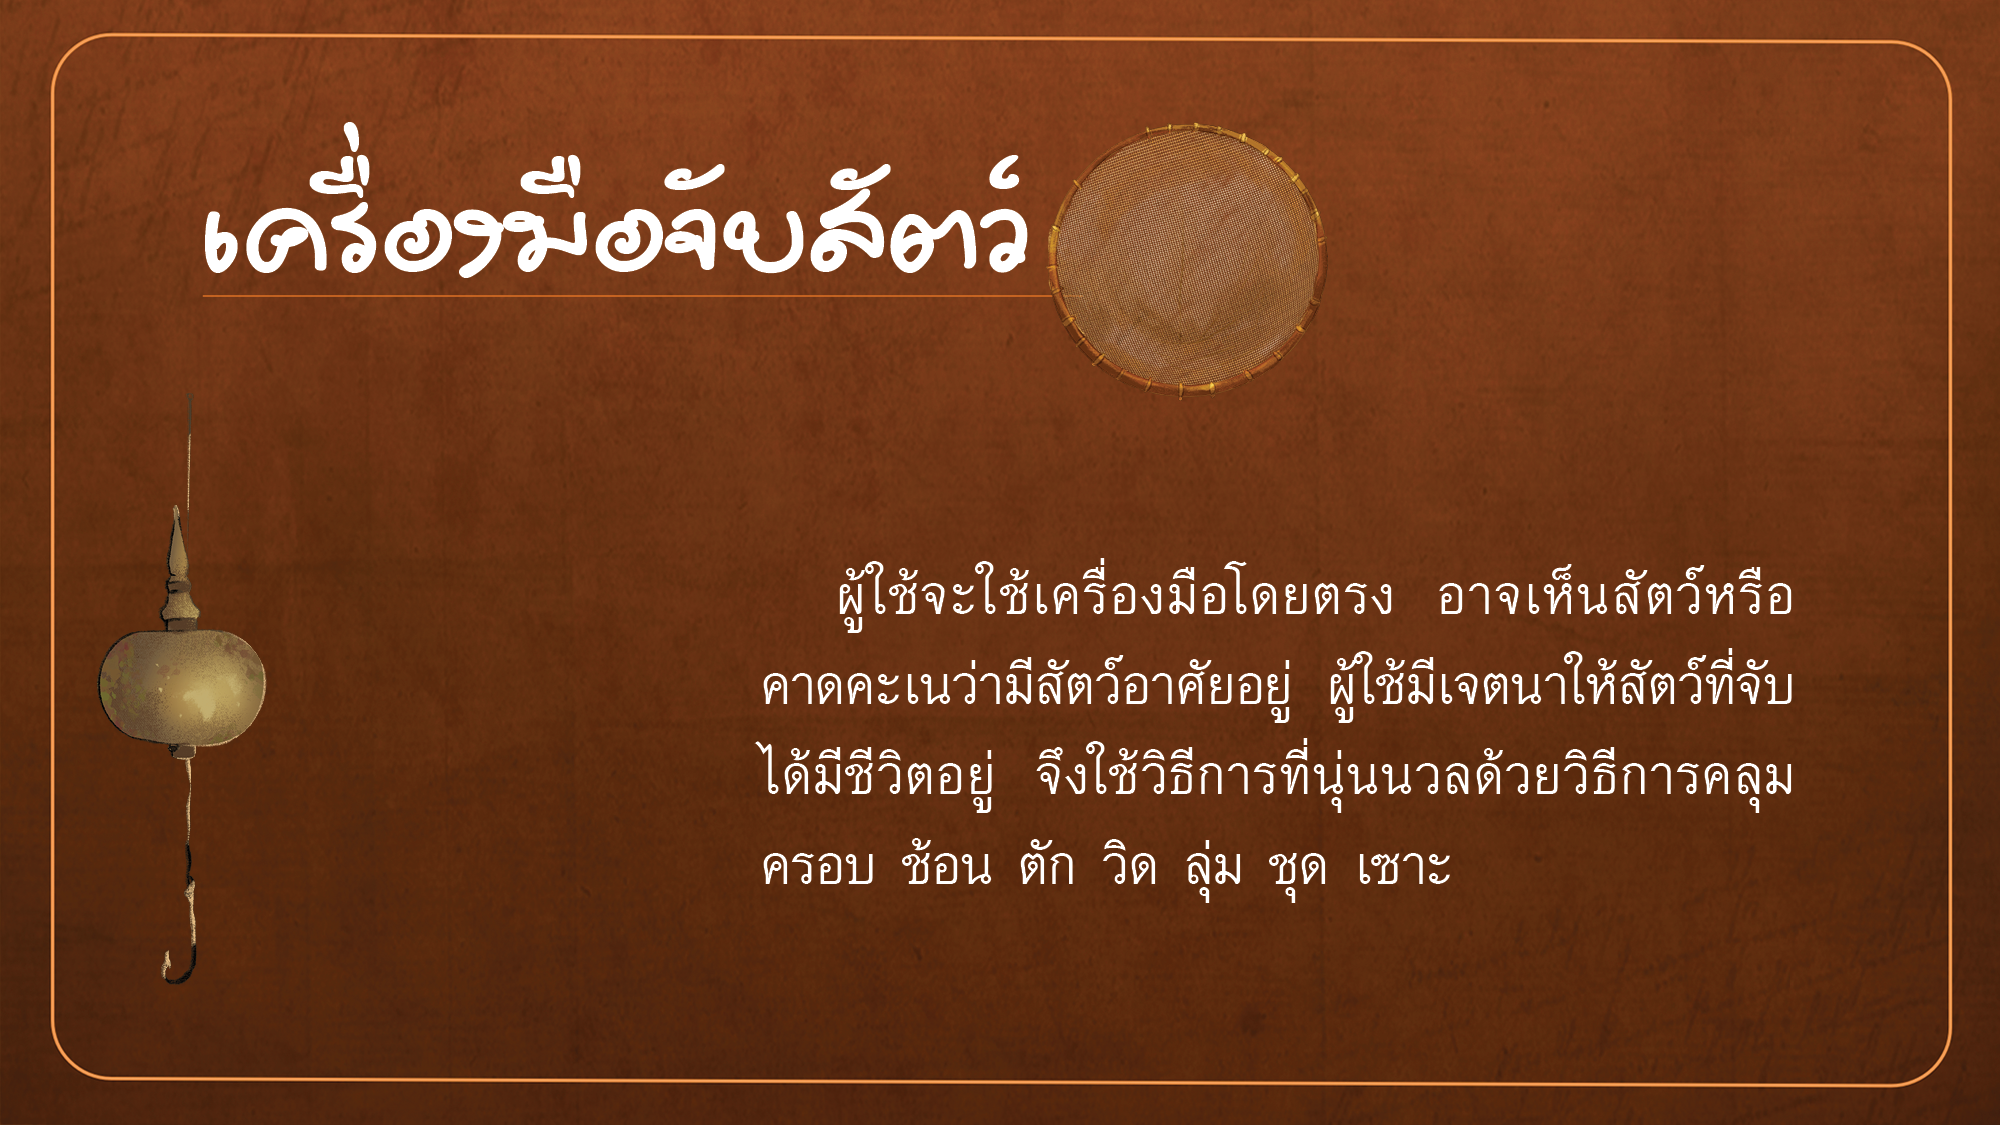 เครื่องมือจับสัตว์
ผู้ใช้จะใช้เครื่องมือโดยตรง อาจเห็นสัตว์หรือ
คาดคะเนว่ามีสัตว์อาศัยอยู่ ผู้ใช้มีเจตนาให้สัตว์ที่จับ
ได้มีชีวิตอยู่ จึงใช้วิธีการที่นุ่มนวลด้วยวิธีการคลุม
ครอบ ช้อน ตัก วิด ลุ่ม ชุด เซาะ